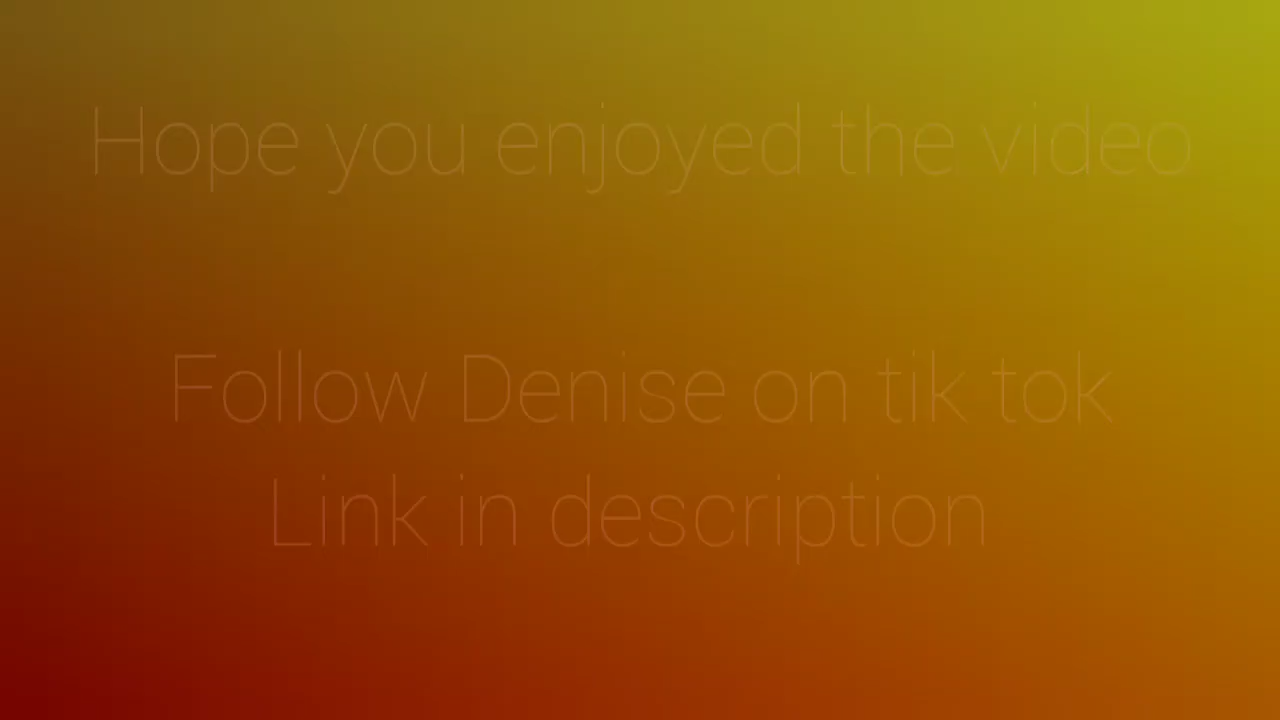 Hope you enjoyed the video
Follow Denise on tik tok
Link in description